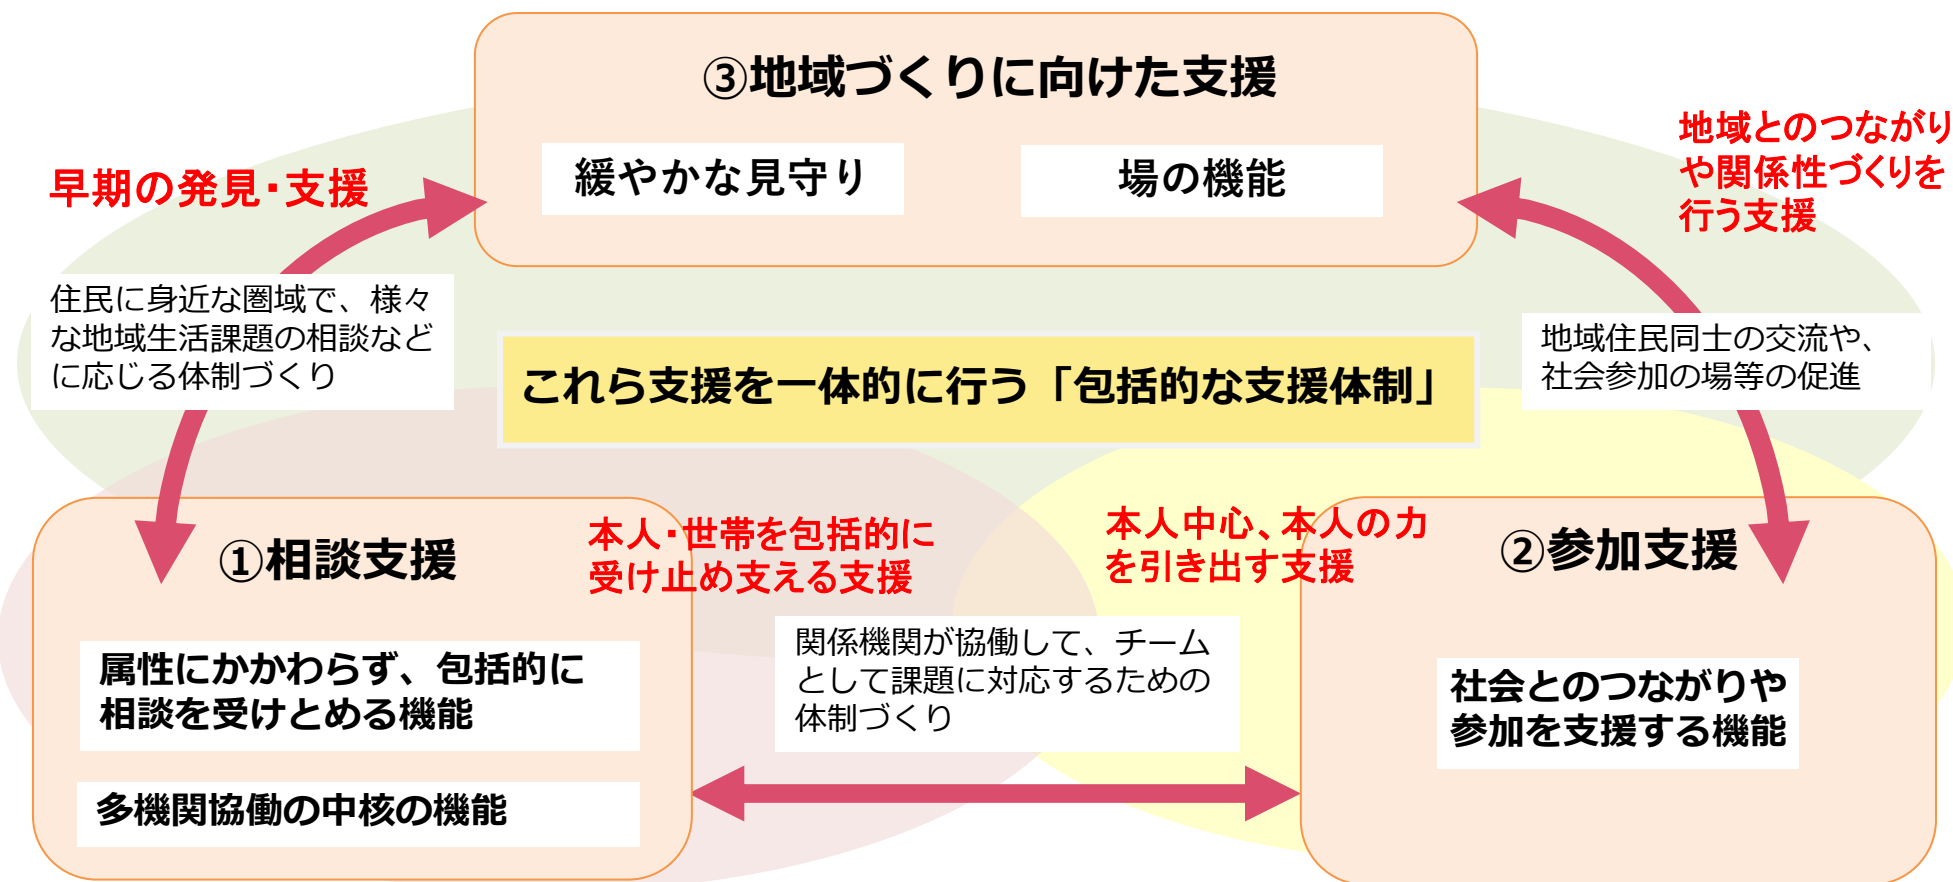 ③地域づくりに向けた支援
緩やかな見守り
場の機能
早期の発見・支援
地域とのつながり
や関係性づくりを
行う支援
住民に身近な圏域で、様々
な地域生活課題の相談など
に応じる体制づくり
地域住民同士の交流や、
社会参加の場等の促進
これら支援を一体的に行う「包括的な支援体制」
①相談支援
本人・世帯を包括的に
受け止め支える支援
本人中心、本人の力
を引き出す支援
②参加支援
属性にかかわらず、包括的に
相談を受けとめる機能
多機関協働の中核の機能
関係機関が協働して、チーム
として課題に対応するための
体制づくり
社会とのつながりや
参加を支援する機能